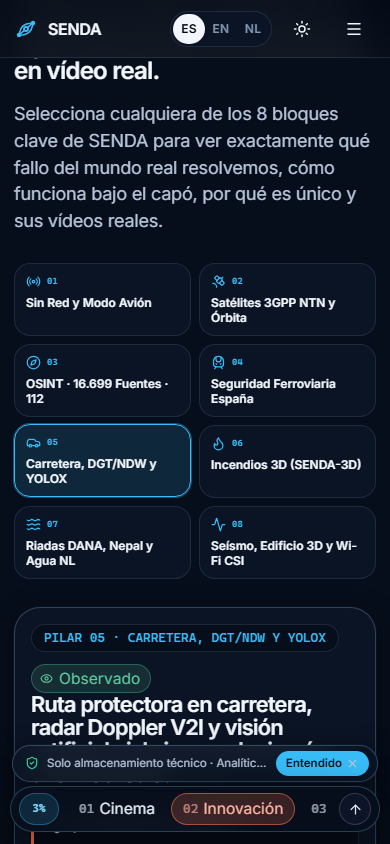 SENDA
ES EN NL
en vídeo real.
Selecciona cualquiera de los 8 bloques
clave de SENDA para ver exactamente qué
fallo del mundo real resolvemos, cómo
funciona bajo el capó, por qué es único y
sus vídeos reales.
01
Sin Red y Modo Avión
02
Satélites 3GPP NTN y
Órbita
03
OSINT · 16.699 Fuentes ·
112
04
Seguridad Ferroviaria
España
05
Carretera, DGT/NDW y
YOLOX
06
Incendios 3D (SENDA-3D)
07
Riadas DANA, Nepal y
Agua NL
08
Seísmo, Edificio 3D y Wi-
Fi CSI
PILAR 05 · CARRETERA, DGT/NDW Y YOLOX
Observado
Ruta protectora en carretera,
radar Doppler V2I y visión
Solo almacenamiento técnico · Analític...
Entendido ×
3% 01 Cinema 02 Innovación 03